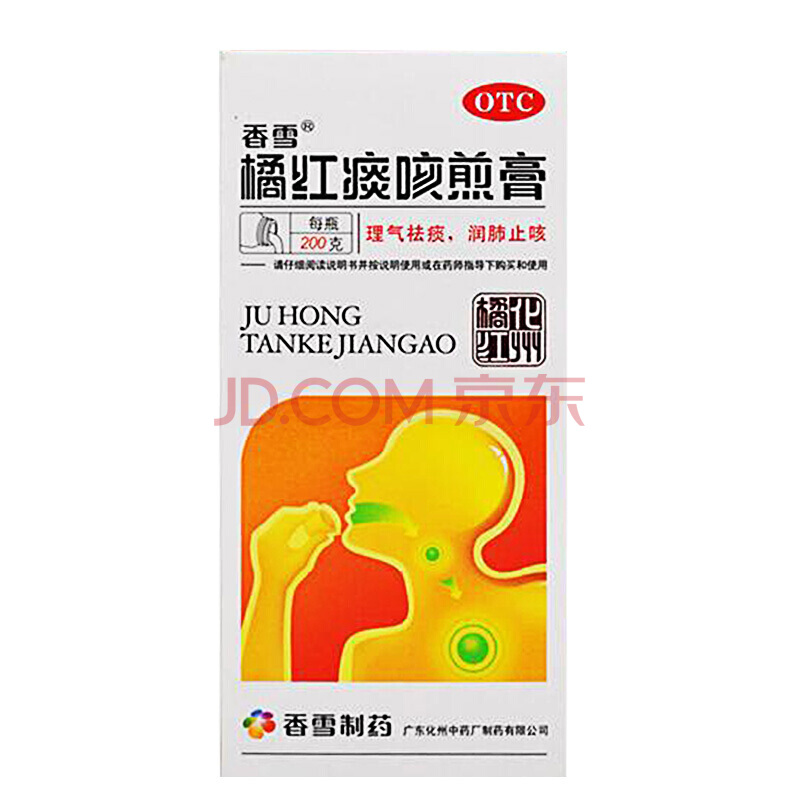 OTC
香雪®
橘红痰咳煎膏
每瓶
200克
理气祛痰,润肺止咳
请仔细阅读说明书并按说明使用或在药师指导下购买和使用
JU HONG
TANKE JIANGAO
化州
橘红
JD.COM 京东
香雪制药 广东化州中药厂制药有限公司